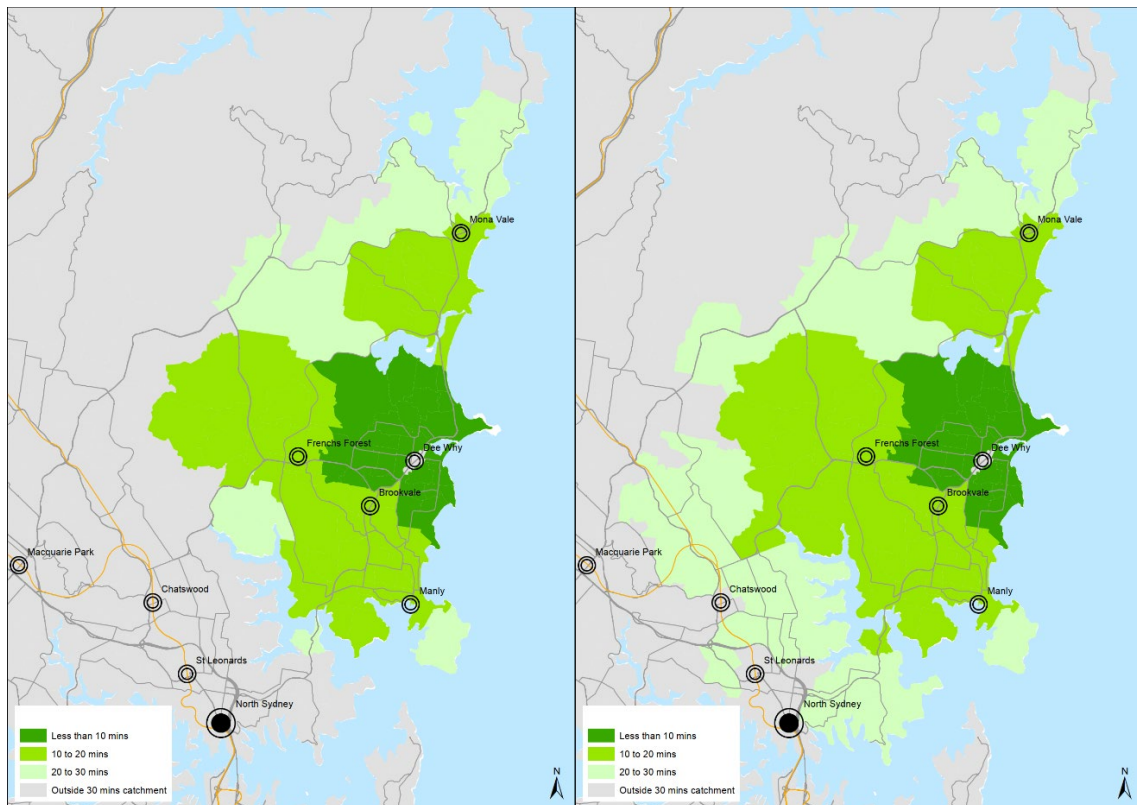 Mona Vale
Frenchs Forest
Dee Why
Brookvale
Macquarie Park
Chatswood
Manly
St Leonards
North Sydney
Less than 10 mins
10 to 20 mins
20 to 30 mins
Outside 30 mins catchment
N
Mona Vale
Frenchs Forest
Dee Why
Brookvale
Macquarie Park
Chatswood
Manly
St Leonards
North Sydney
Less than 10 mins
10 to 20 mins
20 to 30 mins
Outside 30 mins catchment
N